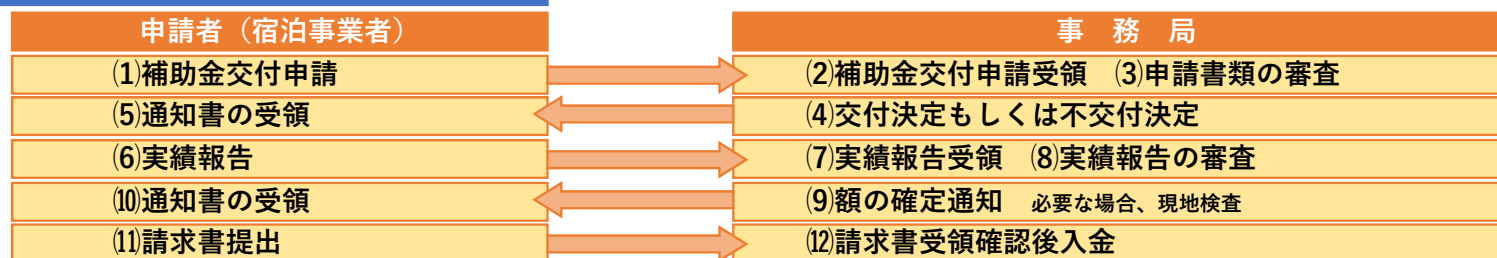 申請者（宿泊事業者）　事　務　局
⑴補助金交付申請　⑵補助金交付申請受領　⑶申請書類の審査
⑸通知書の受領　⑷交付決定もしくは不交付決定
⑹実績報告　⑺実績報告受領　⑻実績報告の審査
⑽通知書の受領　⑼額の確定通知　必要な場合、現地検査
⑾請求書提出　⑿請求書受領確認後入金